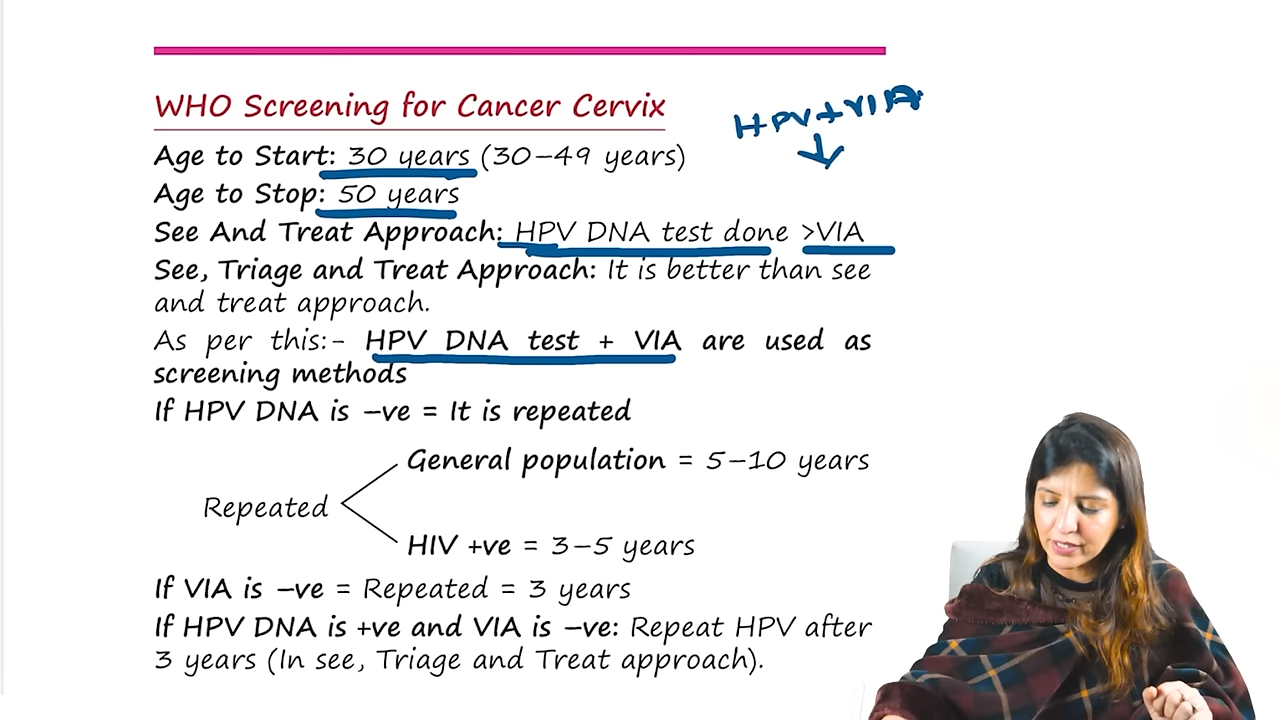 WHO Screening for Cancer Cervix
HPV+VIA
Age to Start: 30 years (30–49 years)
Age to Stop: 50 years
See And Treat Approach: HPV DNA test done >VIA
See, Triage and Treat Approach: It is better than see
and treat approach.
As per this:- HPV DNA test + VIA are used as
screening methods
If HPV DNA is –ve = It is repeated
General population = 5–10 years
Repeated
HIV +ve = 3–5 years
If VIA is –ve = Repeated = 3 years
If HPV DNA is +ve and VIA is –ve: Repeat HPV after
3 years (In see, Triage and Treat approach).